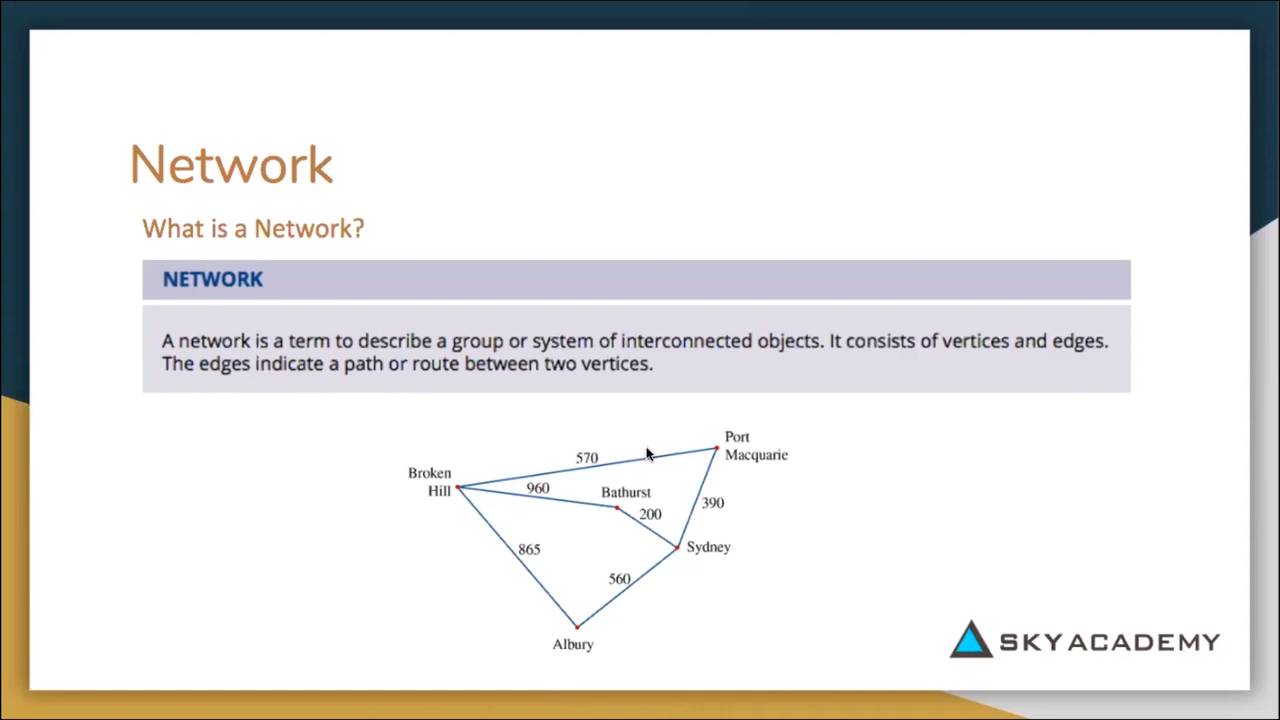 Network
What is a Network?
NETWORK
A network is a term to describe a group or system of interconnected objects. It consists of vertices and edges.
The edges indicate a path or route between two vertices.
Port
Macquarie
570
Broken
Hill
960
Bathurst
200
390
Sydney
865
560
Albury
SKY ACADEMY